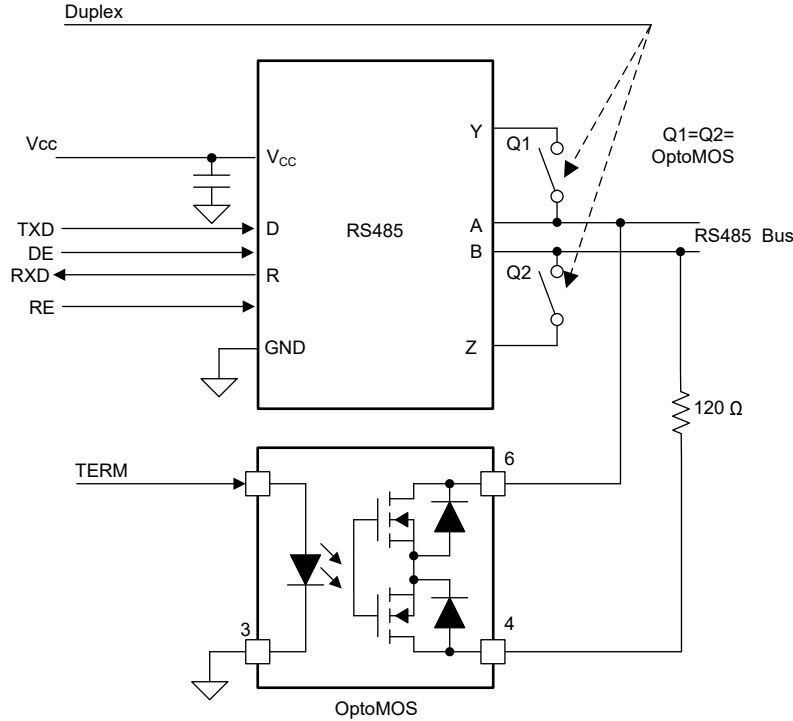 Duplex
Y
Q1
Q1=Q2=
OptoMOS
Vcc
VCC
TXD
D
RS485
A
RS485 Bus
DE
B
RXD
R
Q2
RE
GND
Z
120 Ω
TERM
6
3
4
OptoMOS